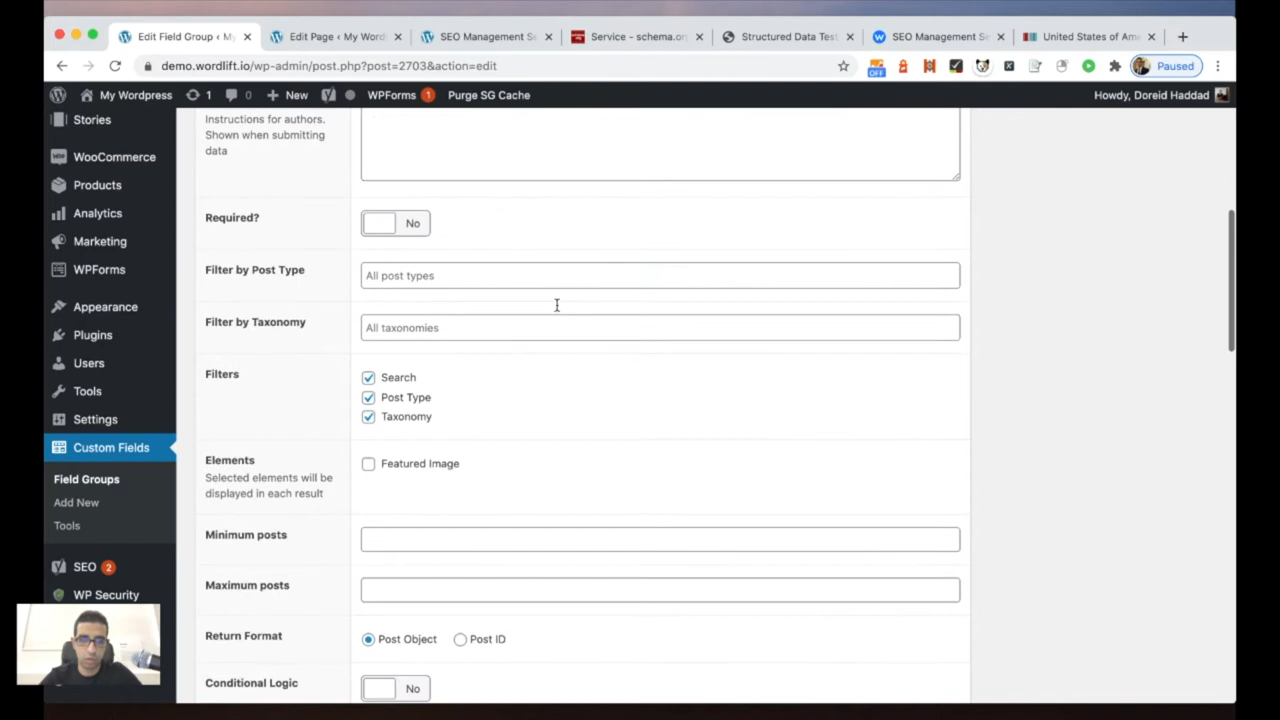 Edit Field Group ‹ My
Edit Page ‹ My Word
SEO Management Se
Service - schema.or
Structured Data Test
SEO Management Se
United States of Am
demo.wordlift.io/wp-admin/post.php?post=2703&action=edit
OFF
Paused
My Wordpress
1
0
New
WPForms 1
Purge SG Cache
Howdy, Doreid Haddad
Stories
WooCommerce
Products
Analytics
Marketing
WPForms
Appearance
Plugins
Users
Tools
Settings
Custom Fields
Field Groups
Add New
Tools
SEO 2
WP Security
Instructions for authors.
Shown when submitting
data
Required?
No
Filter by Post Type
All post types
Filter by Taxonomy
All taxonomies
Filters
Search
Post Type
Taxonomy
Elements
Selected elements will be
displayed in each result
Featured Image
Minimum posts
Maximum posts
Return Format
Post Object
Post ID
Conditional Logic
No